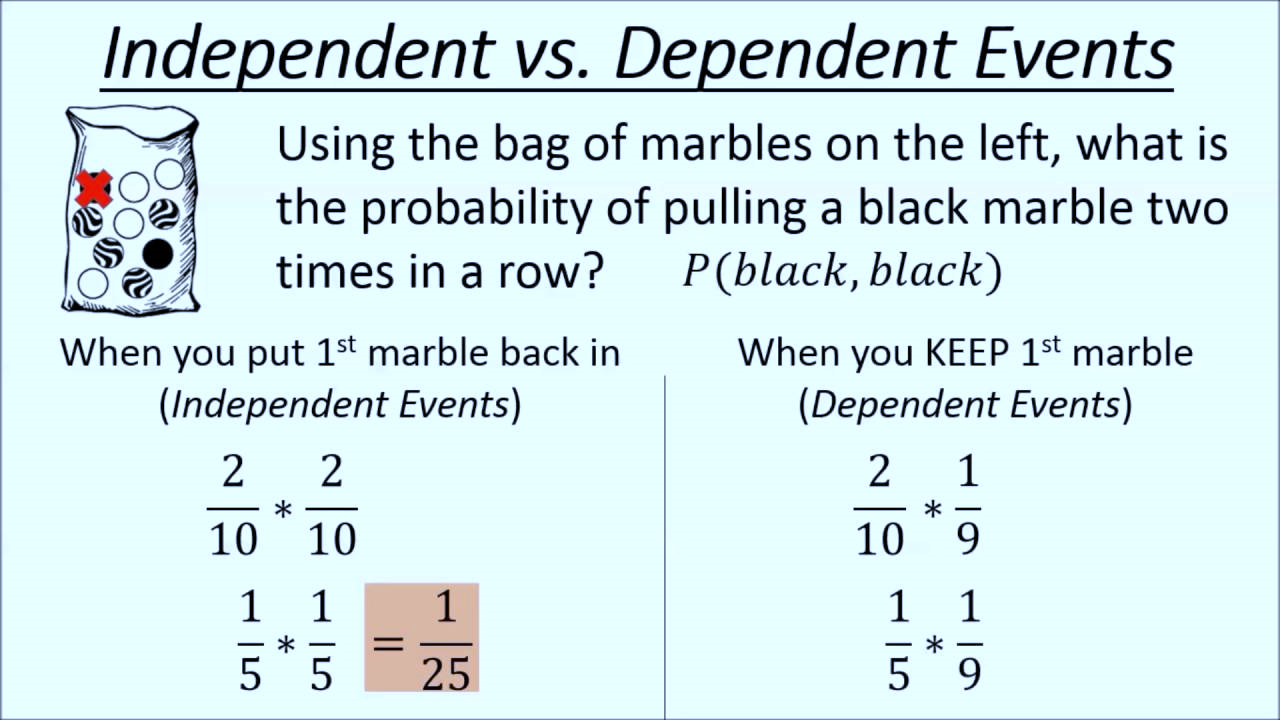 Independent vs. Dependent Events
Using the bag of marbles on the left, what is
the probability of pulling a black marble two
times in a row? P(black, black)
When you put 1st marble back in
(Independent Events)
2/10 * 2/10
1/5 * 1/5 = 1/25
When you KEEP 1st marble
(Dependent Events)
2/10 * 1/9
1/5 * 1/9